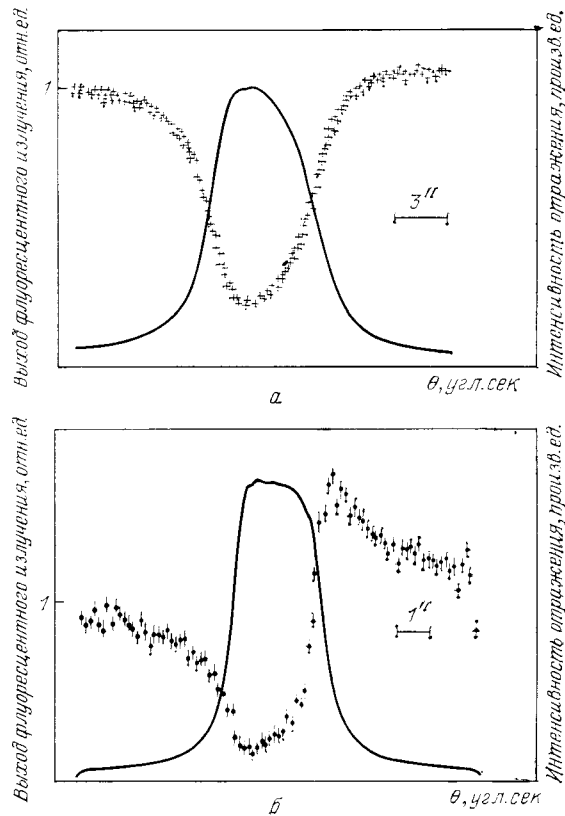 Выход флуоресцентного излучения, отн.ед.
1
3"
Интенсивность отражения, произв.ед.
θ, угл.сек
а
Выход флуоресцентного излучения, отн.ед.
1
1"
Интенсивность отражения, произв.ед.
θ, угл.сек
б